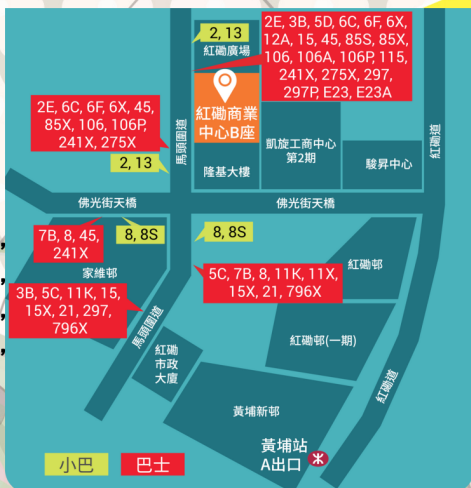 2, 13
紅磡廣場
2E, 3B, 5D, 6C, 6F, 6X,
12A, 15, 45, 85S, 85X,
106, 106A, 106P, 115,
241X, 275X, 297,
297P, E23, E23A
紅磡道
紅磡商業
中心B座
2E, 6C, 6F, 6X, 45,
85X, 106, 106P,
241X, 275X
馬頭圍道
凱旋工商中心
第2期
駿昇中心
2, 13
隆基大樓
佛光街天橋
佛光街天橋
7B, 8, 45,
241X
8, 8S
8, 8S
家維邨
紅磡邨
3B, 5C, 11K, 15,
15X, 21, 297,
796X
5C, 7B, 8, 11K, 11X,
15X, 21, 796X
馬頭圍道
紅磡
市政
大廈
紅磡邨(一期)
紅磡道
黃埔新邨
黃埔站
A出口
小巴
巴士